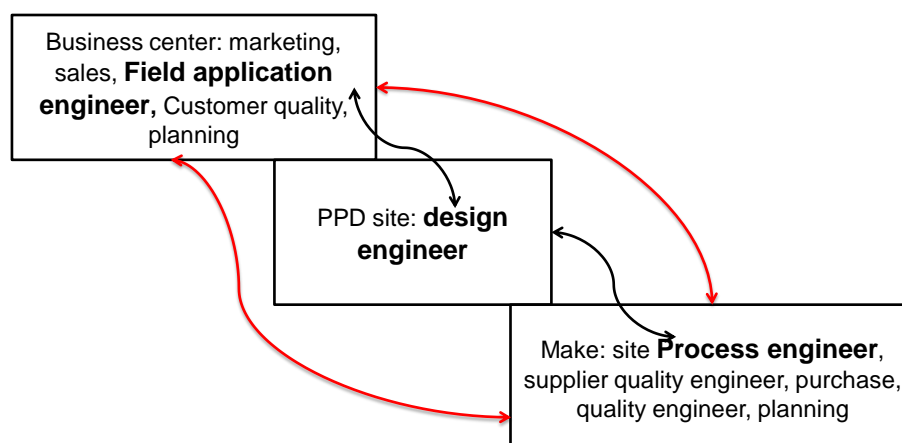 Business center: marketing,
sales, Field application
engineer, Customer quality,
planning
PPD site: design
engineer
Make: site Process engineer,
supplier quality engineer, purchase,
quality engineer, planning